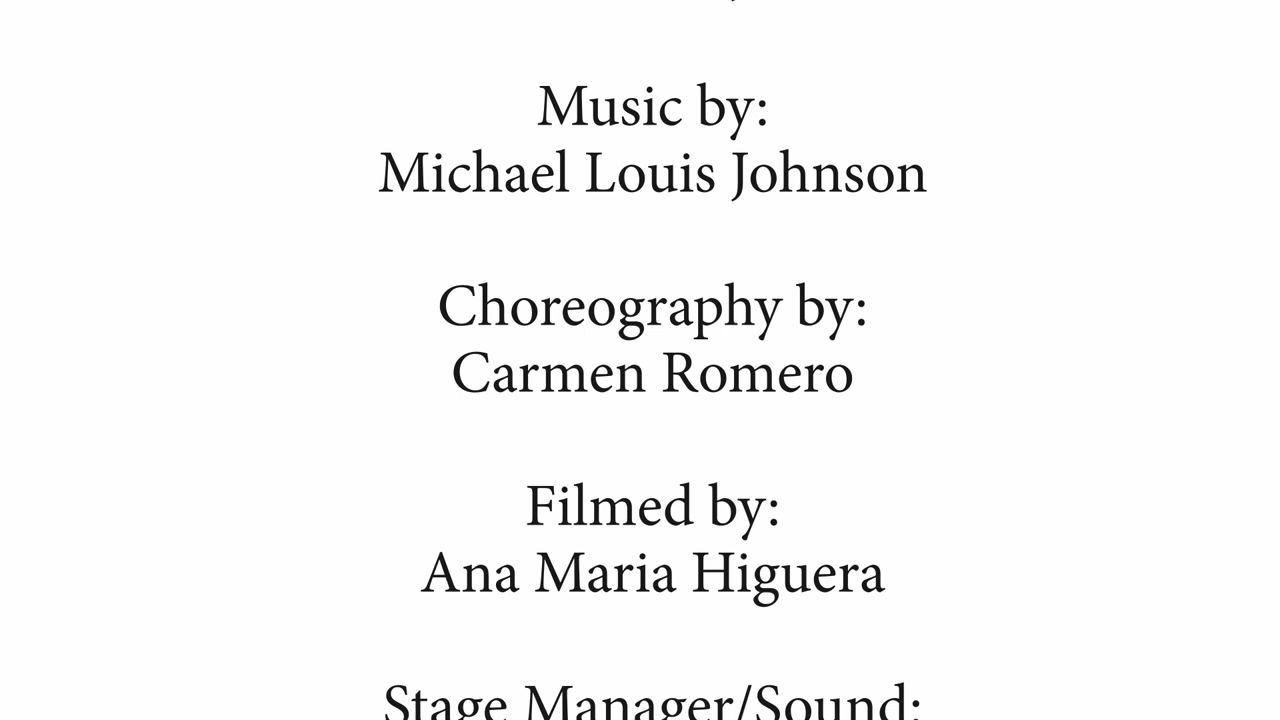 Music by:
Michael Louis Johnson
Choreography by:
Carmen Romero
Filmed by:
Ana Maria Higuera
Stage Manager/Sound: